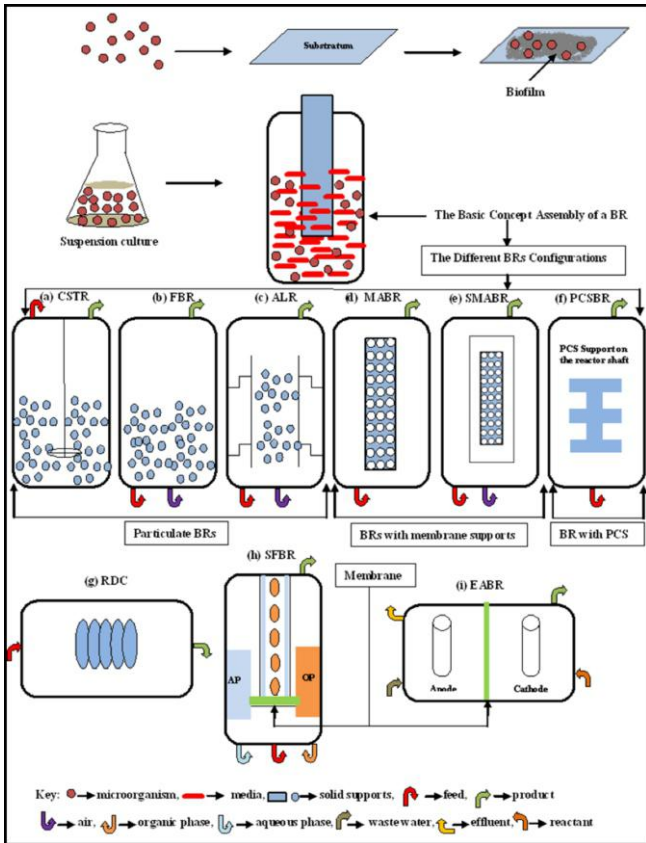 Substratum
Biofilm
Suspension culture
The Basic Concept Assembly of a BR
The Different BRs Configurations
(a) CSTR
(b) FBR
(c) ALR
(d) MABR
(e) SMABR
(f) PCSBR
PCS Support on
the reactor shaft
Particulate BRs
BRs with membrane supports
BR with PCS
(g) RDC
(h) SFBR
Membrane
(i) EABR
AP
OP
Anode
Cathode
Key: microorganism, media, solid supports, feed, product
air, organic phase, aqueous phase, waste water, effluent, reactant